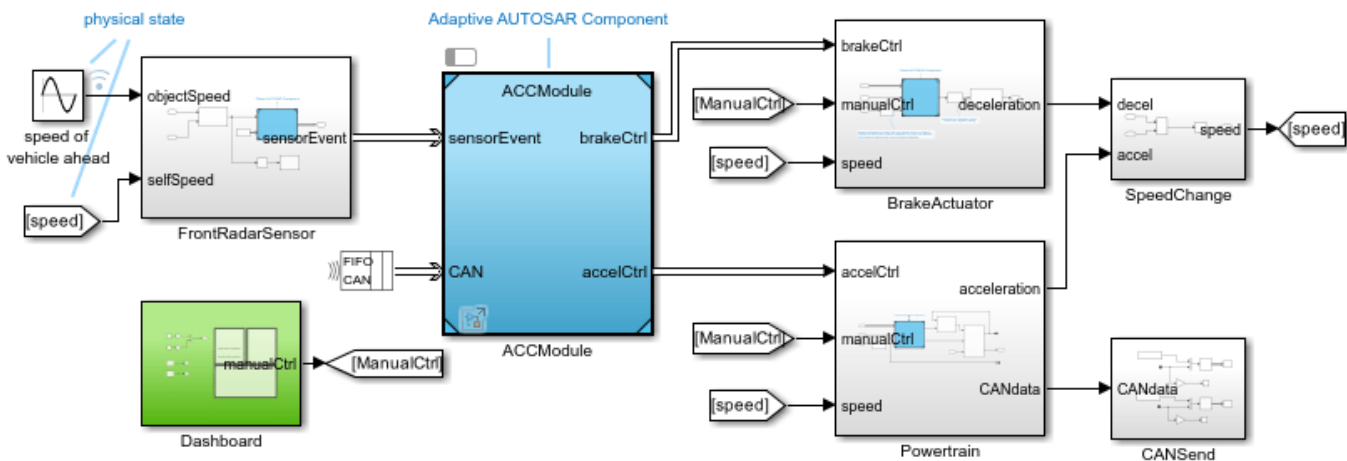 physical state
Adaptive AUTOSAR Component
objectSpeed
sensorEvent
selfSpeed
speed of
vehicle ahead
[speed]
FrontRadarSensor
ACCModule
sensorEvent
brakeCtrl
CAN
accelCtrl
ACCModule
FIFO
CAN
manualCtrl
Dashboard
[ManualCtrl]
[ManualCtrl]
[speed]
brakeCtrl
manualCtrl
deceleration
speed
BrakeActuator
decel
speed
accel
SpeedChange
[speed]
[ManualCtrl]
[speed]
accelCtrl
acceleration
manualCtrl
CANdata
speed
Powertrain
CANdata
CANSend